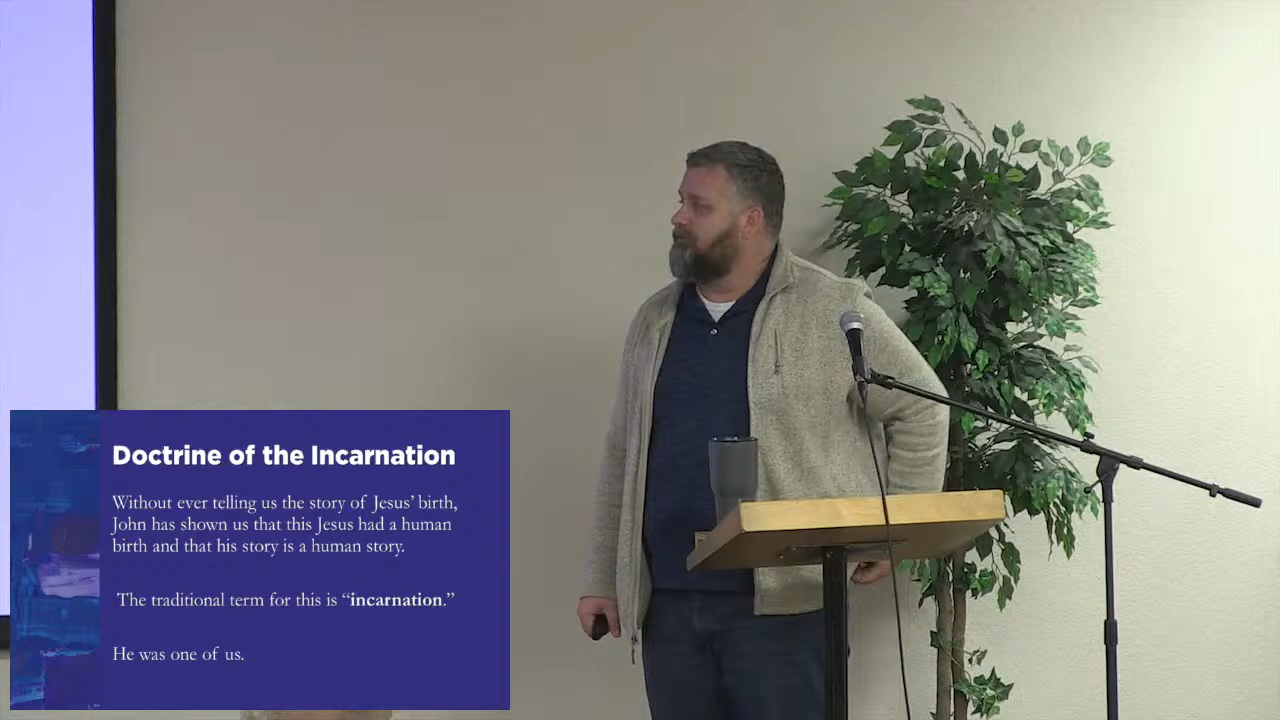 Doctrine of the Incarnation
Without ever telling us the story of Jesus’ birth,
John has shown us that this Jesus had a human
birth and that his story is a human story.
The traditional term for this is “incarnation.”
He was one of us.